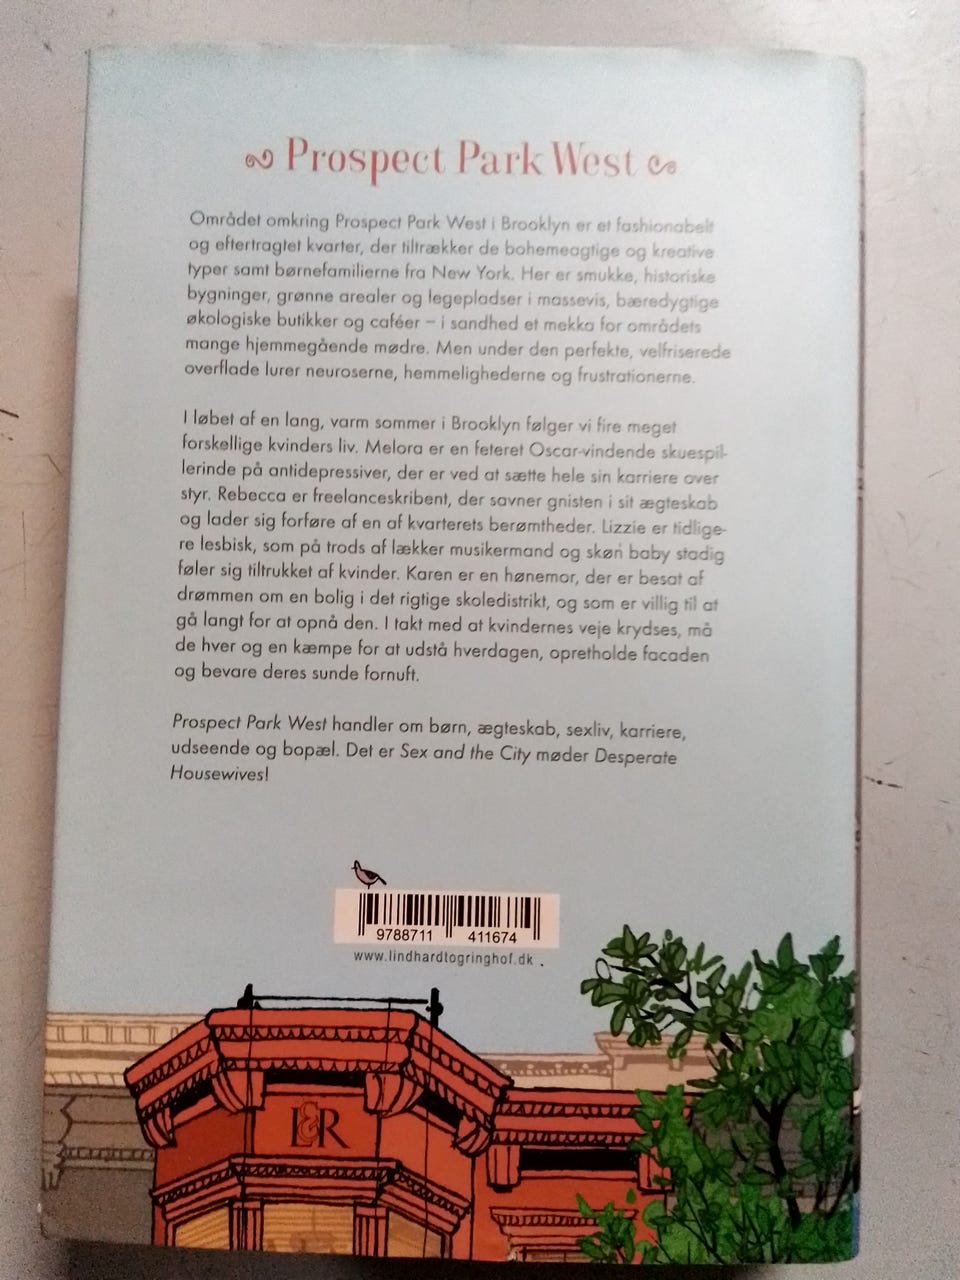 Prospect Park West
Området omkring Prospect Park West i Brooklyn er et fashionabelt
og eftertragtet kvarter, der tiltrækker de bohemeagtige og kreative
typer samt børnefamilierne fra New York. Her er smukke, historiske
bygninger, grønne arealer og legepladser i massevis, bæredygtige
økologiske butikker og caféer – i sandhed et mekka for områdets
mange hjemmegående mødre. Men under den perfekte, velfriserede
overflade lurer neuroserne, hemmelighederne og frustrationerne.
I løbet af en lang, varm sommer i Brooklyn følger vi fire meget
forskellige kvinders liv. Melora er en feteret Oscar-vindende skuespil-
lerinde på antidepressiver, der er ved at sætte hele sin karriere over
styr. Rebecca er freelanceskribent, der savner gnisten i sit ægteskab
og lader sig forføre af en af kvarterets berømtheder. Lizzie er tidlige-
re lesbisk, som på trods af lækker musikermand og skøn baby stadig
føler sig tiltrukket af kvinder. Karen er en hønemor, der er besat af
drømmen om en bolig i det rigtige skoledistrikt, og som er villig til at
gå langt for at opnå den. I takt med at kvindernes veje krydses, må
de hver og en kæmpe for at udstå hverdagen, opretholde facaden
og bevare deres sunde fornuft.
Prospect Park West handler om børn, ægteskab, sexliv, karriere,
udseende og bopæl. Det er Sex and the City møder Desperate
Housewives!
9788711 411674
www.lindhardtogringhof.dk .
L&R